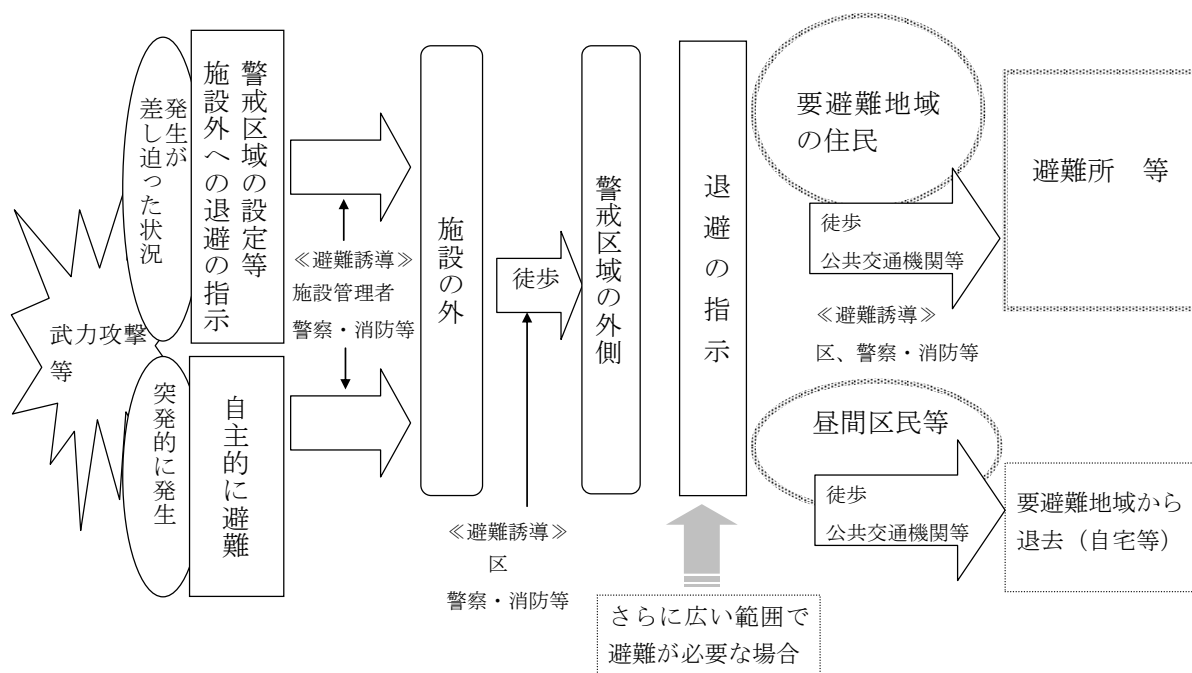 武力攻撃
等
発生が
差し迫った状況
警戒区域の設定等
施設外への退避の指示
突発的に発生
自主的に避難
≪避難誘導≫
施設管理者
警察・消防等
施設の外
徒歩
≪避難誘導≫
区
警察・消防等
警戒区域の外側
退避の指示
さらに広い範囲で
避難が必要な場合
要避難地域
の住民
徒歩
公共交通機関等
≪避難誘導≫
区、警察・消防等
避難所　等
昼間区民等
徒歩
公共交通機関等
要避難地域から
退去（自宅等）